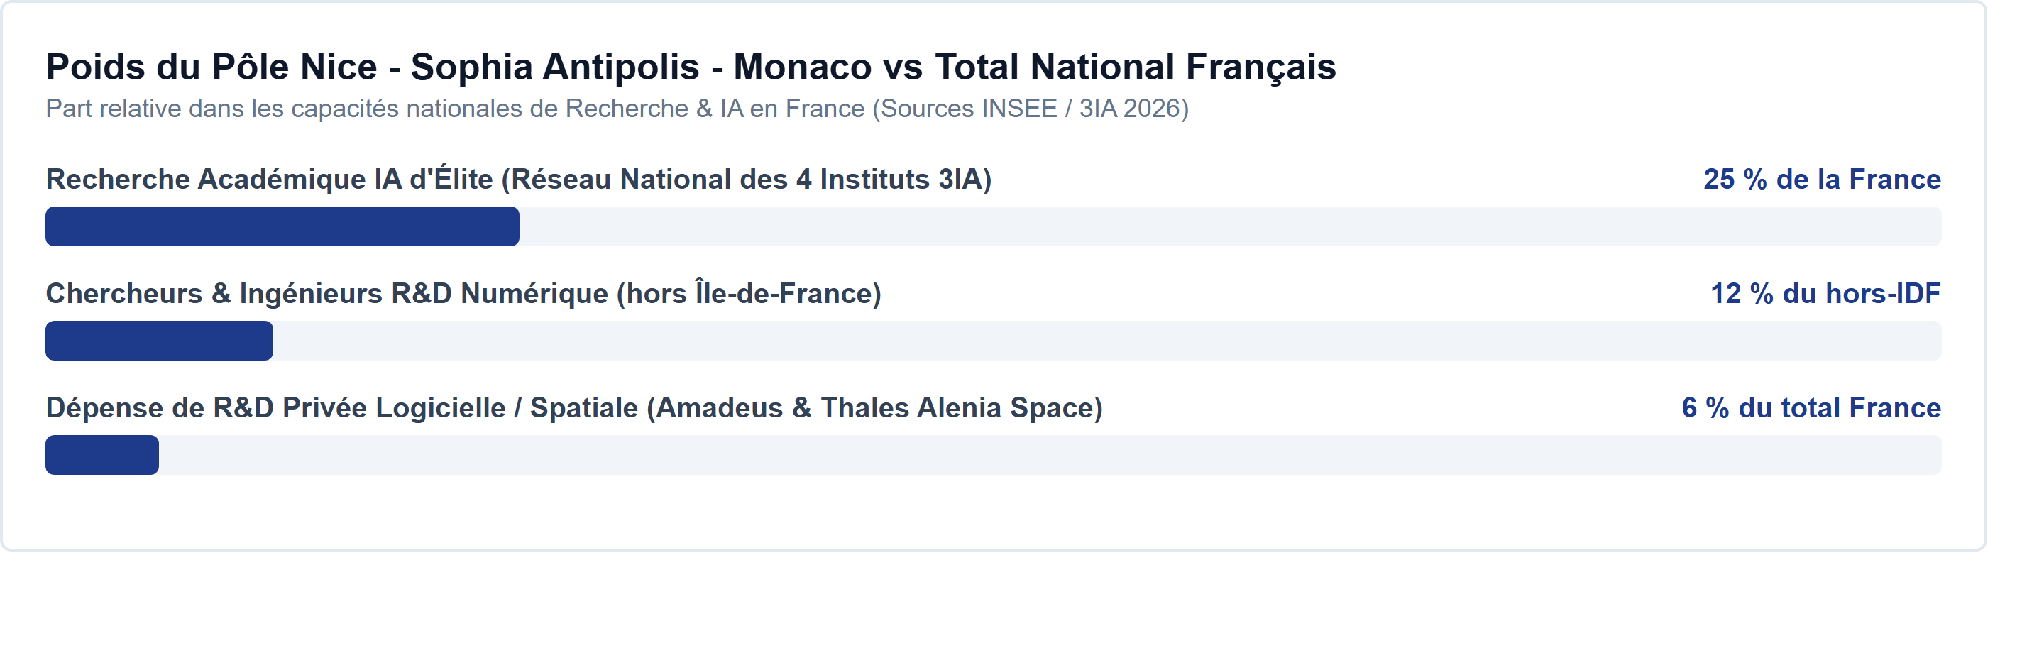 Poids du Pôle Nice - Sophia Antipolis - Monaco vs Total National Français
Part relative dans les capacités nationales de Recherche & IA en France (Sources INSEE / 3IA 2026)
Recherche Académique IA d'Élite (Réseau National des 4 Instituts 3IA) 25 % de la France
Chercheurs & Ingénieurs R&D Numérique (hors Île-de-France) 12 % du hors-IDF
Dépense de R&D Privée Logicielle / Spatiale (Amadeus & Thales Alenia Space) 6 % du total France